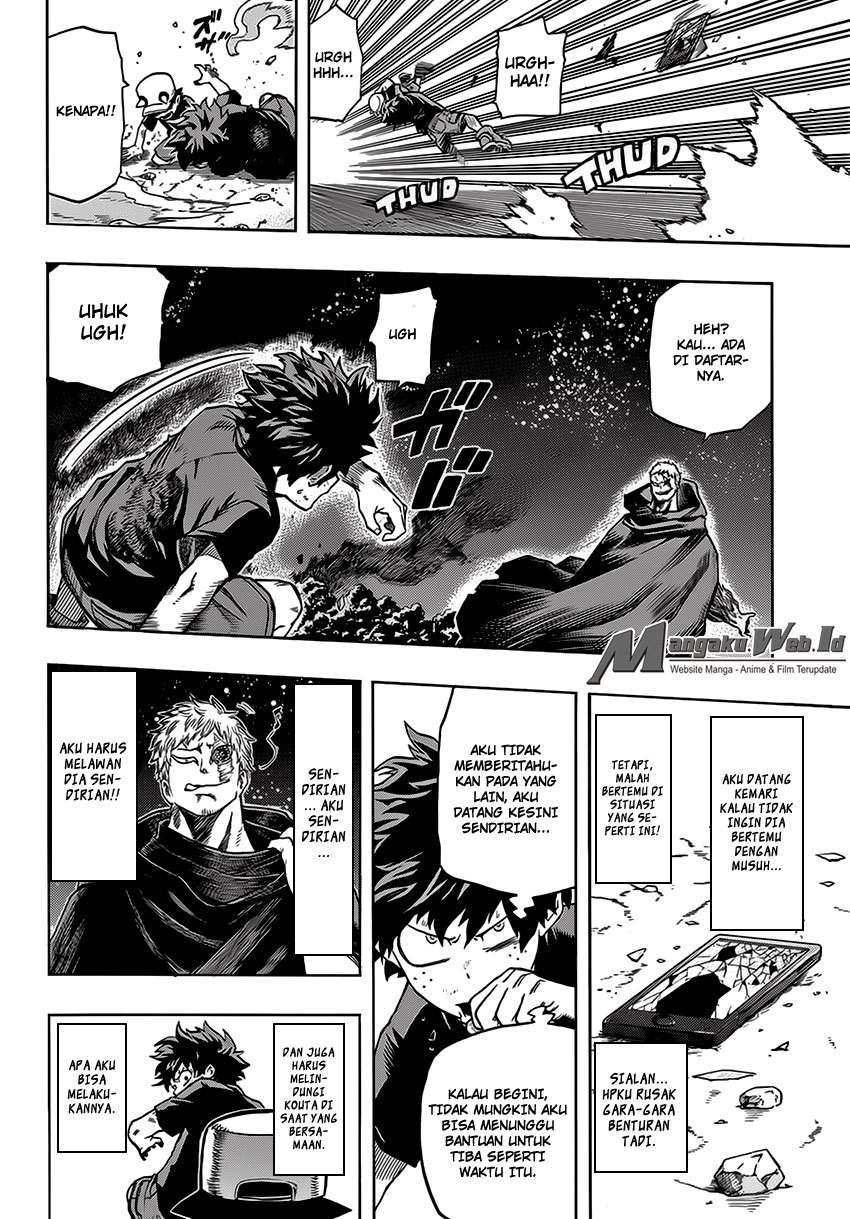 URGH-
HAA!!
URGH
HHH...
THUD
THUD
ズザ
KENAPA!!
HEH?
KAU... ADA
DI DAFTAR-
NYA.
UGH
ガグ
UHUK
UGH!
Mangaku.Web.Id
Website Manga - Anime & Film Terupdate
AKU DATANG
KEMARI
KALAU TIDAK
INGIN DIA
BERTEMU
DENGAN
MUSUH...
TETAPI,
MALAH
BERTEMU DI
SITUASI
YANG SE-
PERTI INI!
SIALAN...
HPKU RUSAK
GARA-GARA
BENTURAN
TADI.
AKU TIDAK
MEMBERITAHU-
KAN PADA YANG
LAIN, AKU
DATANG KESINI
SENDIRIAN...
KALAU BEGINI,
TIDAK MUNGKIN AKU
BISA MENUNGGU
BANTUAN UNTUK
TIBA SEPERTI
WAKTU ITU.
SEN-
DIRIAN
... AKU
SEN-
DIRIAN
...
AKU HARUS
MELAWAN
DIA SEN-
DIRIAN!!
DAN JUGA
HARUS
MELIN-
DUNGI
KOUTA DI
SAAT YANG
BERSA-
MAAN.
APA AKU
BISA
MELAKU-
KANNYA.